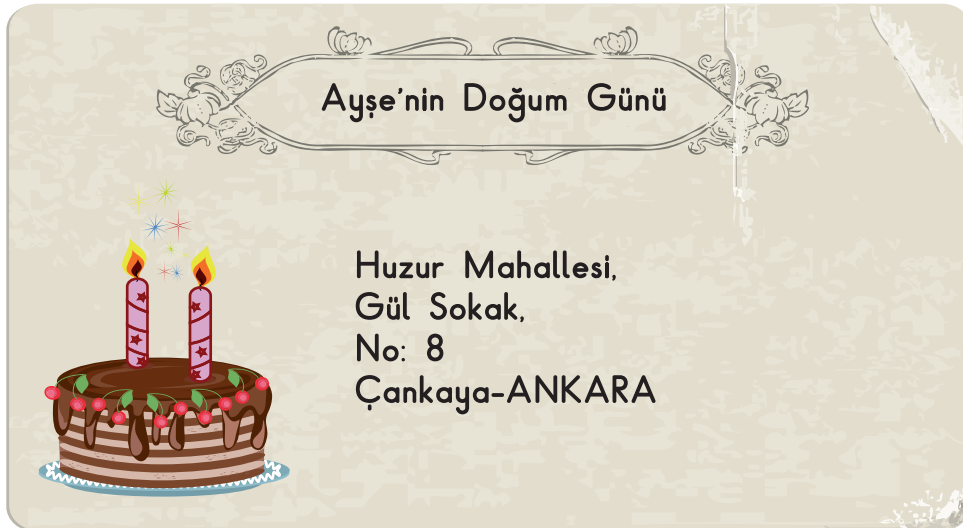 Ayşe'nin Doğum Günü
Huzur Mahallesi,
Gül Sokak,
No: 8
Çankaya-ANKARA